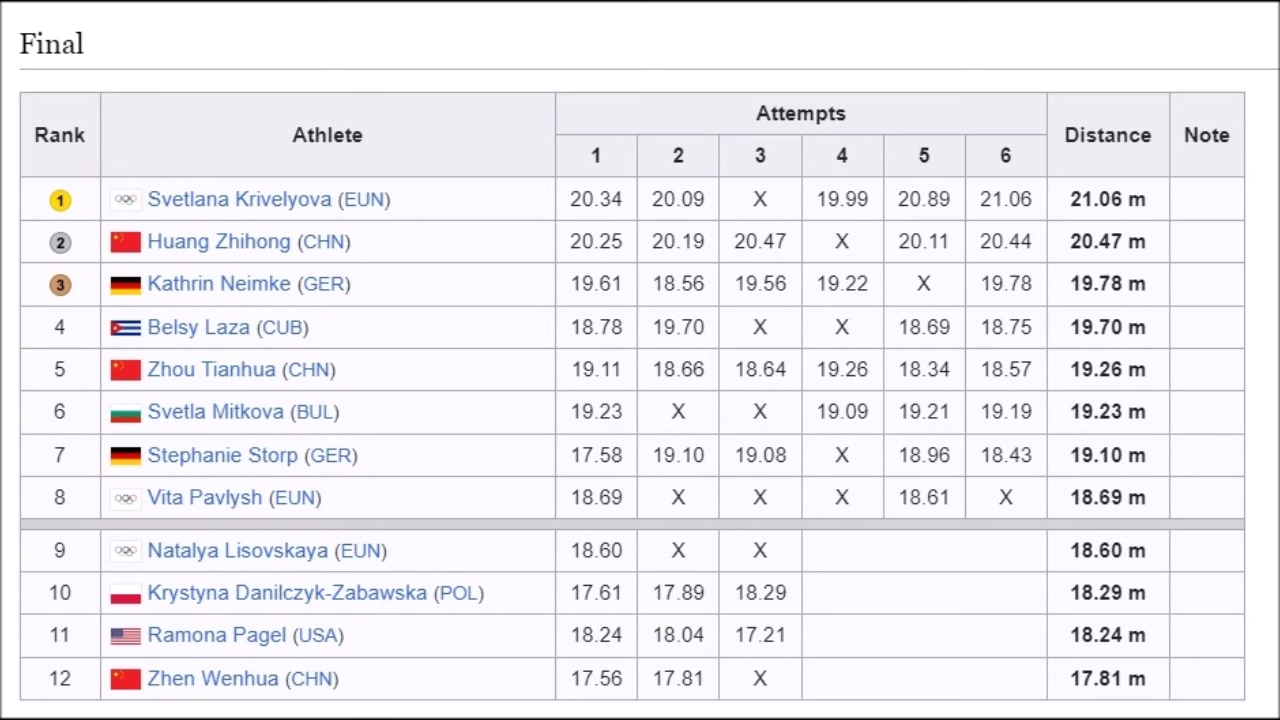 Final
Rank Athlete Attempts Distance Note
1 2 3 4 5 6
1 Svetlana Krivelyova (EUN) 20.34 20.09 X 19.99 20.89 21.06 21.06 m
2 Huang Zhihong (CHN) 20.25 20.19 20.47 X 20.11 20.44 20.47 m
3 Kathrin Neimke (GER) 19.61 18.56 19.56 19.22 X 19.78 19.78 m
4 Belsy Laza (CUB) 18.78 19.70 X X 18.69 18.75 19.70 m
5 Zhou Tianhua (CHN) 19.11 18.66 18.64 19.26 18.34 18.57 19.26 m
6 Svetla Mitkova (BUL) 19.23 X X 19.09 19.21 19.19 19.23 m
7 Stephanie Storp (GER) 17.58 19.10 19.08 X 18.96 18.43 19.10 m
8 Vita Pavlysh (EUN) 18.69 X X X 18.61 X 18.69 m
9 Natalya Lisovskaya (EUN) 18.60 X X 18.60 m
10 Krystyna Danilczyk-Zabawska (POL) 17.61 17.89 18.29 18.29 m
11 Ramona Pagel (USA) 18.24 18.04 17.21 18.24 m
12 Zhen Wenhua (CHN) 17.56 17.81 X 17.81 m